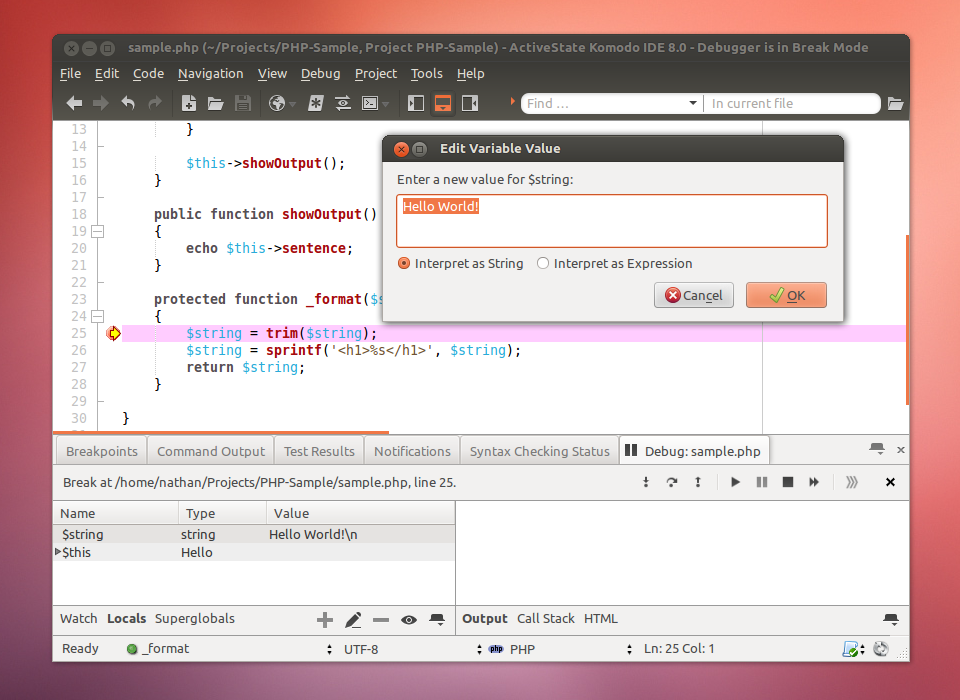 sample.php (~/Projects/PHP-Sample, Project PHP-Sample) - ActiveState Komodo IDE 8.0 - Debugger is in Break Mode
File Edit Code Navigation View Debug Project Tools Help
Find ... In current file
13 }
14
15 $this->showOutput();
16 }
17
18 public function showOutput()
19 {
20 echo $this->sentence;
21 }
22
23 protected function _format($s
24 {
25 $string = trim($string);
26 $string = sprintf('<h1>%s</h1>', $string);
27 return $string;
28 }
29
30 }
Edit Variable Value
Enter a new value for $string:
Hello World!
Interpret as String Interpret as Expression
Cancel OK
Breakpoints Command Output Test Results Notifications Syntax Checking Status Debug: sample.php
Break at /home/nathan/Projects/PHP-Sample/sample.php, line 25.
Name Type Value
$string string Hello World!\n
$this Hello
Watch Locals Superglobals Output Call Stack HTML
Ready _format UTF-8 php PHP Ln: 25 Col: 1